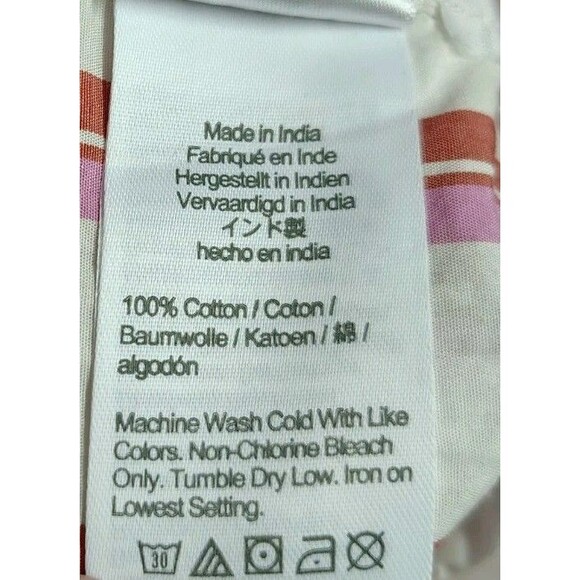 Made in India
Fabriqué en Inde
Hergestellt in Indien
Vervaardigd in India
インド製
hecho en india
100% Cotton / Coton /
Baumwolle / Katoen / 綿 /
algodón
Machine Wash Cold With Like
Colors. Non-Chlorine Bleach
Only. Tumble Dry Low. Iron on
Lowest Setting.
30